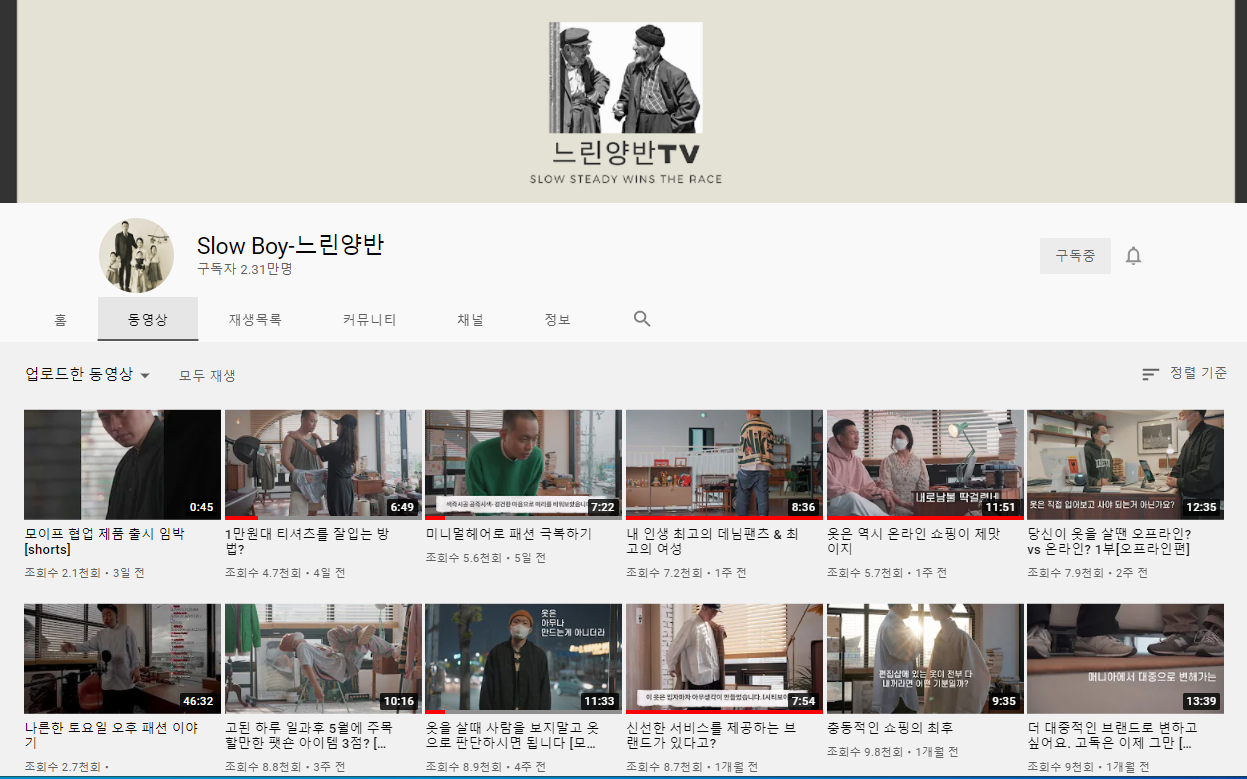 느린양반TV
SLOW STEADY WINS THE RACE
Slow Boy-느린양반
구독자 2.31만명
구독중
홈
동영상
재생목록
커뮤니티
채널
정보
업로드한 동영상
모두 재생
정렬 기준
0:45
6:49
7:22
8:36
내로남불 딱걸렸네
11:51
옷은 직접 입어보고 사야 되는거 아닌가요?
12:35
모이프 협업 제품 출시 임박
[shorts]
조회수 2.1천회 • 3일 전
1만원대 티셔츠를 잘입는 방
법?
조회수 4.7천회 • 4일 전
미니멀헤어로 패션 극복하기
조회수 5.6천회 • 5일 전
내 인생 최고의 데님팬츠 & 최
고의 여성
조회수 7.2천회 • 1주 전
옷은 역시 온라인 쇼핑이 제맛
이지
조회수 5.7천회 • 1주 전
당신이 옷을 살땐 오프라인?
vs 온라인? 1부[오프라인편]
조회수 7.9천회 • 2주 전
46:32
10:16
옷은
아무나
만드는게 아니더라
11:33
7:54
편집샵에 있는 옷이 전부 다
내꺼라면 어떤 기분일까?
9:35
매니아에서 대중으로 변해가는
13:39
나른한 토요일 오후 패션 이야
기
조회수 2.7천회 •
고된 하루 일과후 5월에 주목
할만한 팻숀 아이템 3점? [...
조회수 8.8천회 • 3주 전
옷을 살때 사람을 보지말고 옷
으로 판단하시면 됩니다 [모...
조회수 8.9천회 • 4주 전
신선한 서비스를 제공하는 브
랜드가 있다고?
조회수 8.7천회 • 1개월 전
충동적인 쇼핑의 최후
조회수 9.8천회 • 1개월 전
더 대중적인 브랜드로 변하고
싶어요. 고독은 이제 그만 [...
조회수 9천회 • 1개월 전